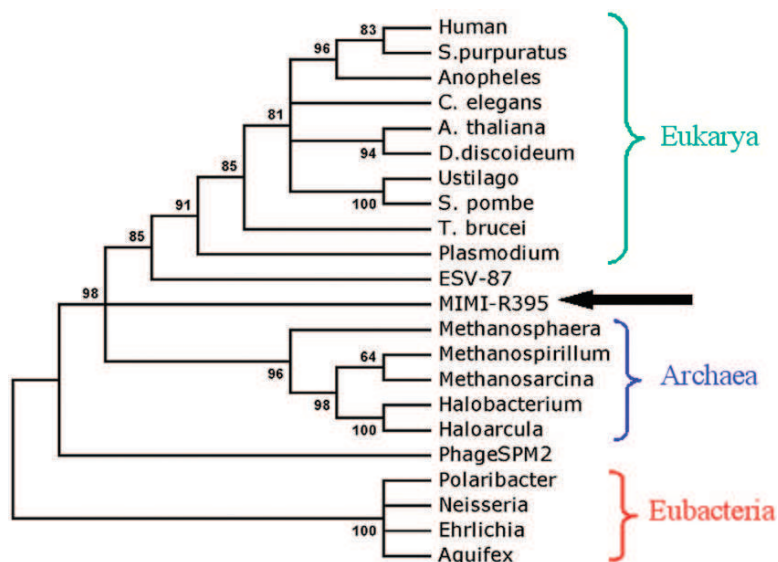 83
Human
S.purpuratus
96
Anopheles
C. elegans
81
A. thaliana
94
D.discoideum
Eukarya
85
Ustilago
100
S. pombe
91
T. brucei
Plasmodium
85
ESV-87
98
MIMI-R395
Methanosphaera
96
64
Methanospirillum
Methanosarcina
Archaea
98
Halobacterium
100
Haloarcula
PhageSPM2
Polaribacter
Neisseria
Eubacteria
100
Ehrlichia
Aquifex